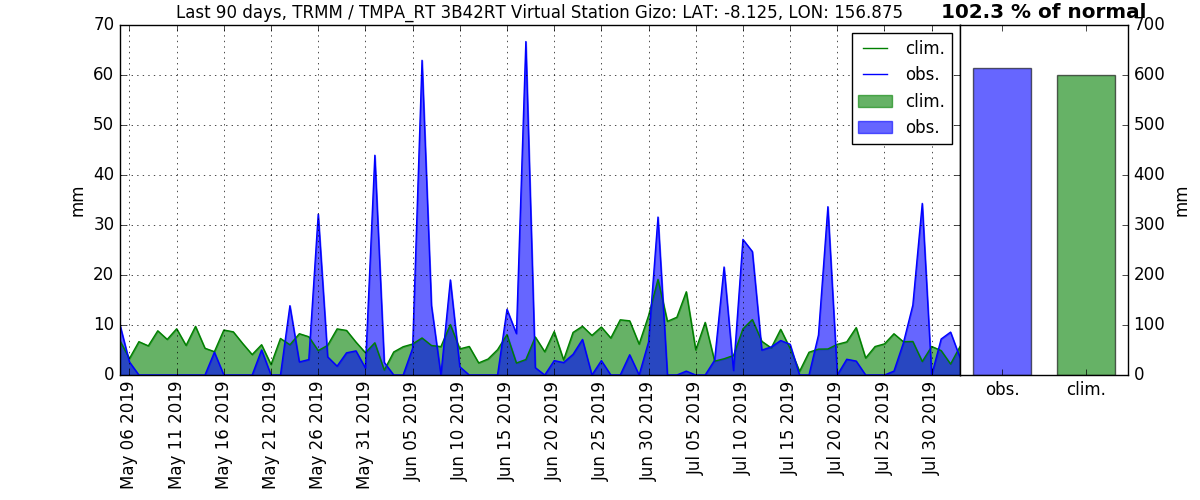 Last 90 days, TRMM / TMPA_RT 3B42RT Virtual Station Gizo: LAT: -8.125, LON: 156.875
102.3 % of normal
70
60
50
40
30
20
10
0
mm
clim.
obs.
clim.
obs.
May 06 2019
May 11 2019
May 16 2019
May 21 2019
May 26 2019
May 31 2019
Jun 05 2019
Jun 10 2019
Jun 15 2019
Jun 20 2019
Jun 25 2019
Jun 30 2019
Jul 05 2019
Jul 10 2019
Jul 15 2019
Jul 20 2019
Jul 25 2019
Jul 30 2019
obs.
clim.
700
600
500
400
300
200
100
0
mm